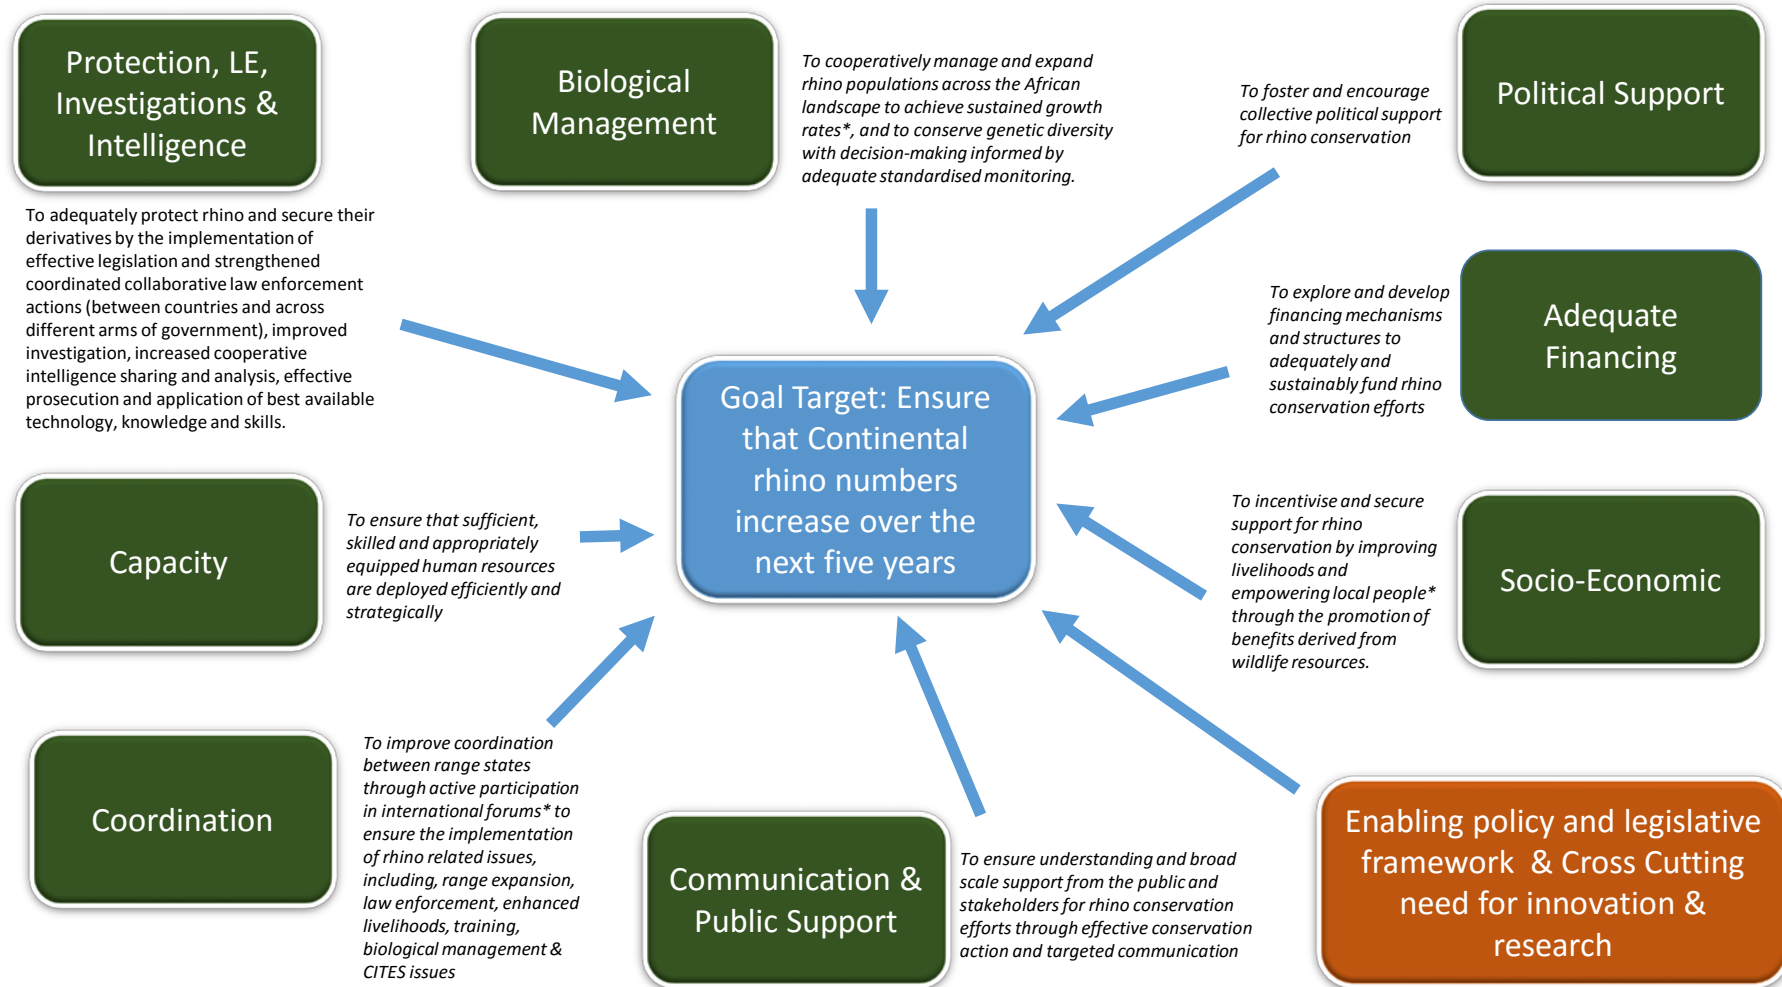 Protection, LE,
Investigations &
Intelligence
To adequately protect rhino and secure their
derivatives by the implementation of
effective legislation and strengthened
coordinated collaborative law enforcement
actions (between countries and across
different arms of government), improved
investigation, increased cooperative
intelligence sharing and analysis, effective
prosecution and application of best available
technology, knowledge and skills.
Biological
Management
To cooperatively manage and expand
rhino populations across the African
landscape to achieve sustained growth
rates*, and to conserve genetic diversity
with decision-making informed by
adequate standardised monitoring.
To foster and encourage
collective political support
for rhino conservation
Political Support
To explore and develop
financing mechanisms
and structures to
adequately and
sustainably fund rhino
conservation efforts
Adequate
Financing
Goal Target: Ensure
that Continental
rhino numbers
increase over the
next five years
Capacity
To ensure that sufficient,
skilled and appropriately
equipped human resources
are deployed efficiently and
strategically
To incentivise and secure
support for rhino
conservation by improving
livelihoods and
empowering local people*
through the promotion of
benefits derived from
wildlife resources.
Socio-Economic
Coordination
To improve coordination
between range states
through active participation
in international forums* to
ensure the implementation
of rhino related issues,
including, range expansion,
law enforcement, enhanced
livelihoods, training,
biological management &
CITES issues
Communication &
Public Support
To ensure understanding and broad
scale support from the public and
stakeholders for rhino conservation
efforts through effective conservation
action and targeted communication
Enabling policy and legislative
framework & Cross Cutting
need for innovation &
research